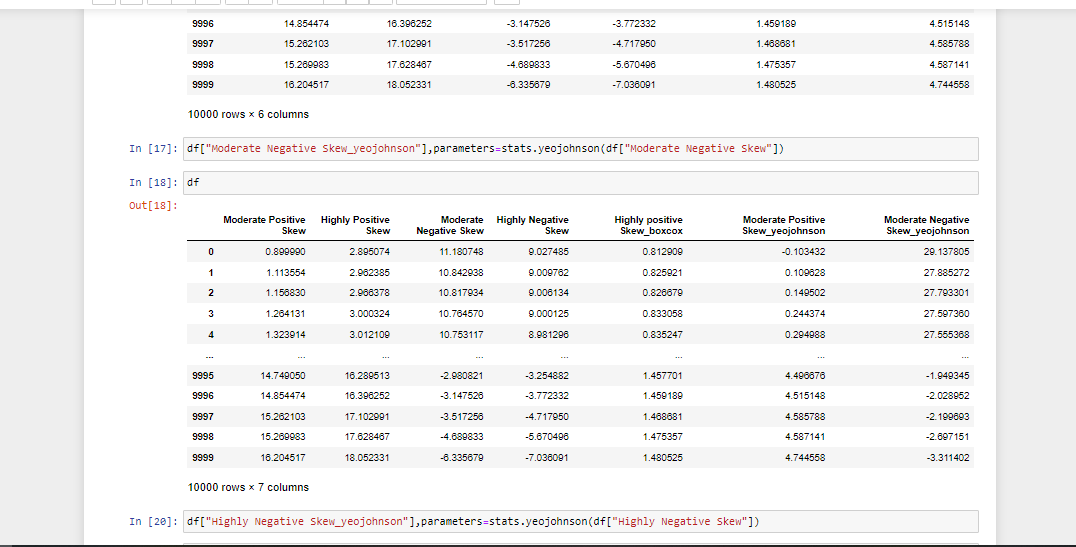 9996 14.854474 16.396252 -3.147526 -3.772332 1.459189 4.515148
9997 15.262103 17.102991 -3.517256 -4.717950 1.468681 4.585788
9998 15.269983 17.628467 -4.689833 -5.670496 1.475357 4.587141
9999 16.204517 18.052331 -6.335679 -7.036091 1.480525 4.744558
10000 rows × 6 columns
In [17]: df["Moderate Negative Skew_yeojohnson"],parameters=stats.yeojohnson(df["Moderate Negative Skew"])
In [18]: df
Out[18]:
Moderate Positive Highly Positive Moderate Highly Negative Highly positive Moderate Positive Moderate Negative
Skew Skew Negative Skew Skew Skew_boxcox Skew_yeojohnson Skew_yeojohnson
0 0.899990 2.895074 11.180748 9.027485 0.812909 -0.103432 29.137805
1 1.113554 2.962385 10.842938 9.009762 0.825921 0.109628 27.885272
2 1.156830 2.966378 10.817934 9.006134 0.826679 0.149502 27.793301
3 1.264131 3.000324 10.764570 9.000125 0.833058 0.244374 27.597360
4 1.323914 3.012109 10.753117 8.981296 0.835247 0.294988 27.555368
... ... ... ... ... ... ... ...
9995 14.749050 16.289513 -2.980821 -3.254882 1.457701 4.496676 -1.949345
9996 14.854474 16.396252 -3.147526 -3.772332 1.459189 4.515148 -2.028952
9997 15.262103 17.102991 -3.517256 -4.717950 1.468681 4.585788 -2.199693
9998 15.269983 17.628467 -4.689833 -5.670496 1.475357 4.587141 -2.697151
9999 16.204517 18.052331 -6.335679 -7.036091 1.480525 4.744558 -3.311402
10000 rows × 7 columns
In [20]: df["Highly Negative Skew_yeojohnson"],parameters=stats.yeojohnson(df["Highly Negative Skew"])